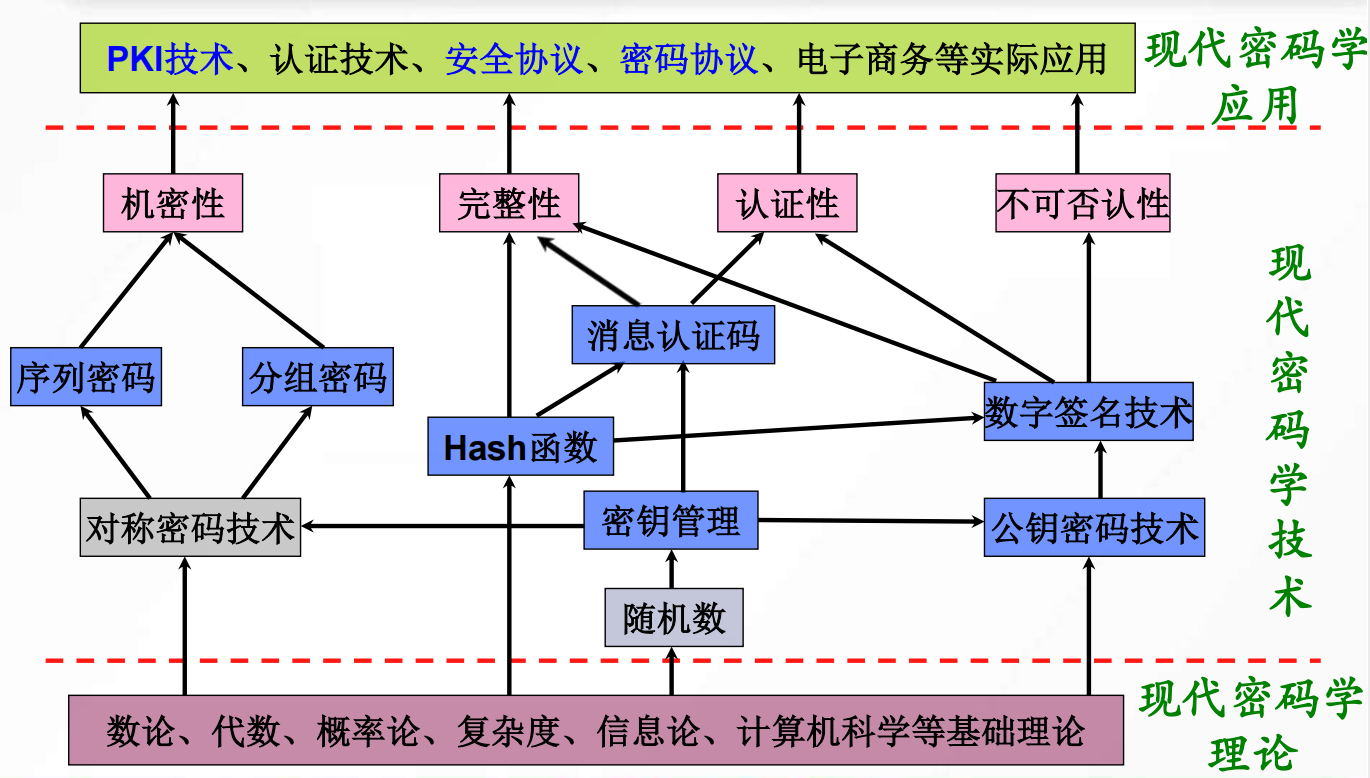 PKI技术、认证技术、安全协议、密码协议、电子商务等实际应用
现代密码学
应用
机密性
完整性
认证性
不可否认性
消息认证码
序列密码
分组密码
数字签名技术
Hash函数
对称密码技术
密钥管理
公钥密码技术
随机数
现
代
密
码
学
技
术
数论、代数、概率论、复杂度、信息论、计算机科学等基础理论
现代密码学
理论